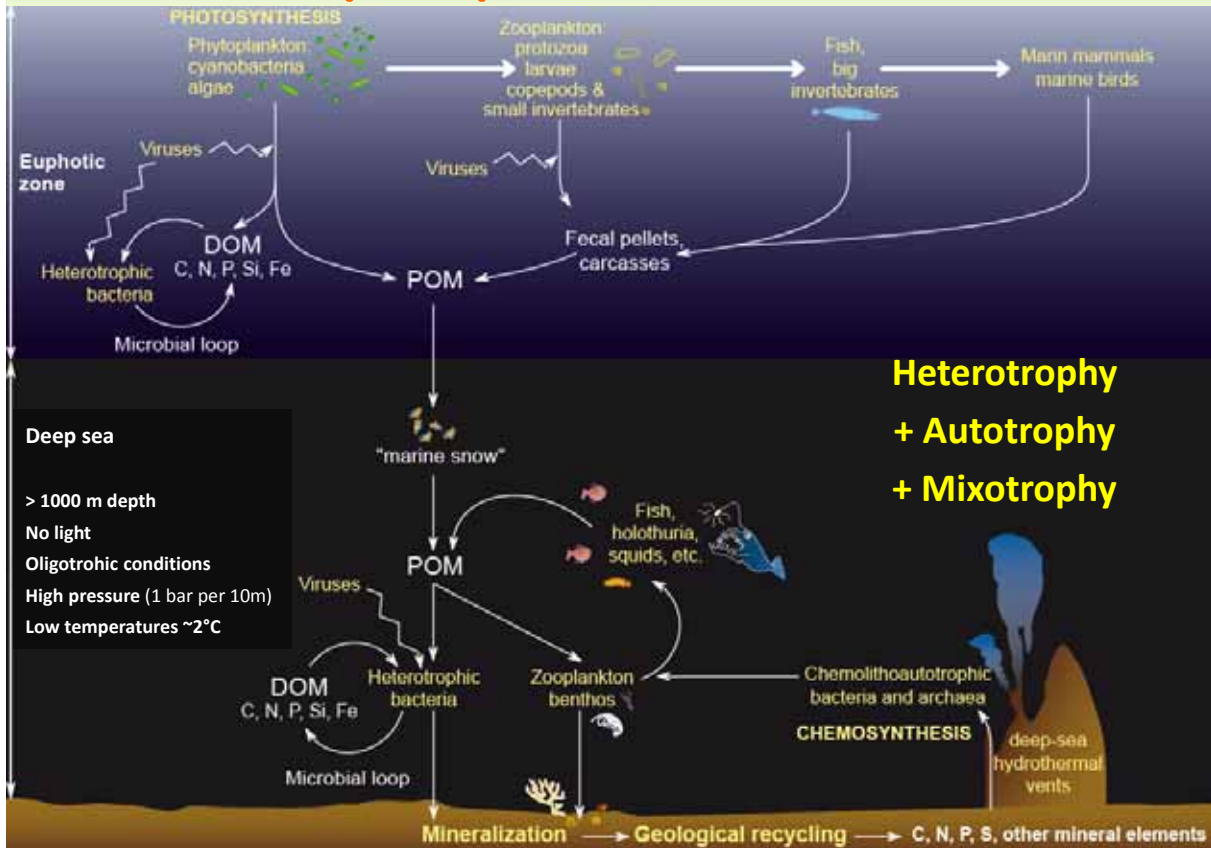 PHOTOSYNTHESIS
Phytoplankton
cyanobacteria
algae
Zooplankton
protozoa
larvae
copepods &
small invertebrates
Fish,
big
invertebrates
Marin mammals
marine birds
Euphotic
zone
Viruses
Viruses
DOM
C, N, P, Si, Fe
Heterotrophic
bacteria
Microbial loop
POM
Fecal pellets,
carcasses
Heterotrophy
+ Autotrophy
+ Mixotrophy
Deep sea
> 1000 m depth
No light
Oligotrohic conditions
High pressure (1 bar per 10m)
Low temperatures ~2°C
"marine snow"
POM
Fish,
holothuria,
squids, etc.
Viruses
DOM
C, N, P, Si, Fe
Heterotrophic
bacteria
Microbial loop
Zooplankton
benthos
Chemolithoautotrophic
bacteria and archaea
CHEMOSYNTHESIS
deep-sea
hydrothermal
vents
Mineralization
Geological recycling
C, N, P, S, other mineral elements